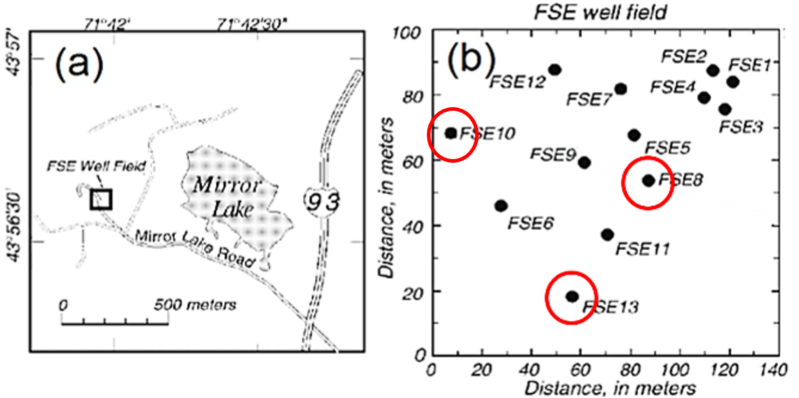 71°42' 71°42'30"
43°57'
(a)
FSE Well Field
Mirror
Lake
93
43°56'30"
Mirror Lake Road
0 500 meters
FSE well field
(b)
Distance, in meters
100
80
60
40
20
0
FSE2 FSE1
FSE12 FSE4
FSE7
FSE3
FSE10
FSE5
FSE9
FSE8
FSE6
FSE11
FSE13
0 20 40 60 80 100 120 140
Distance, in meters